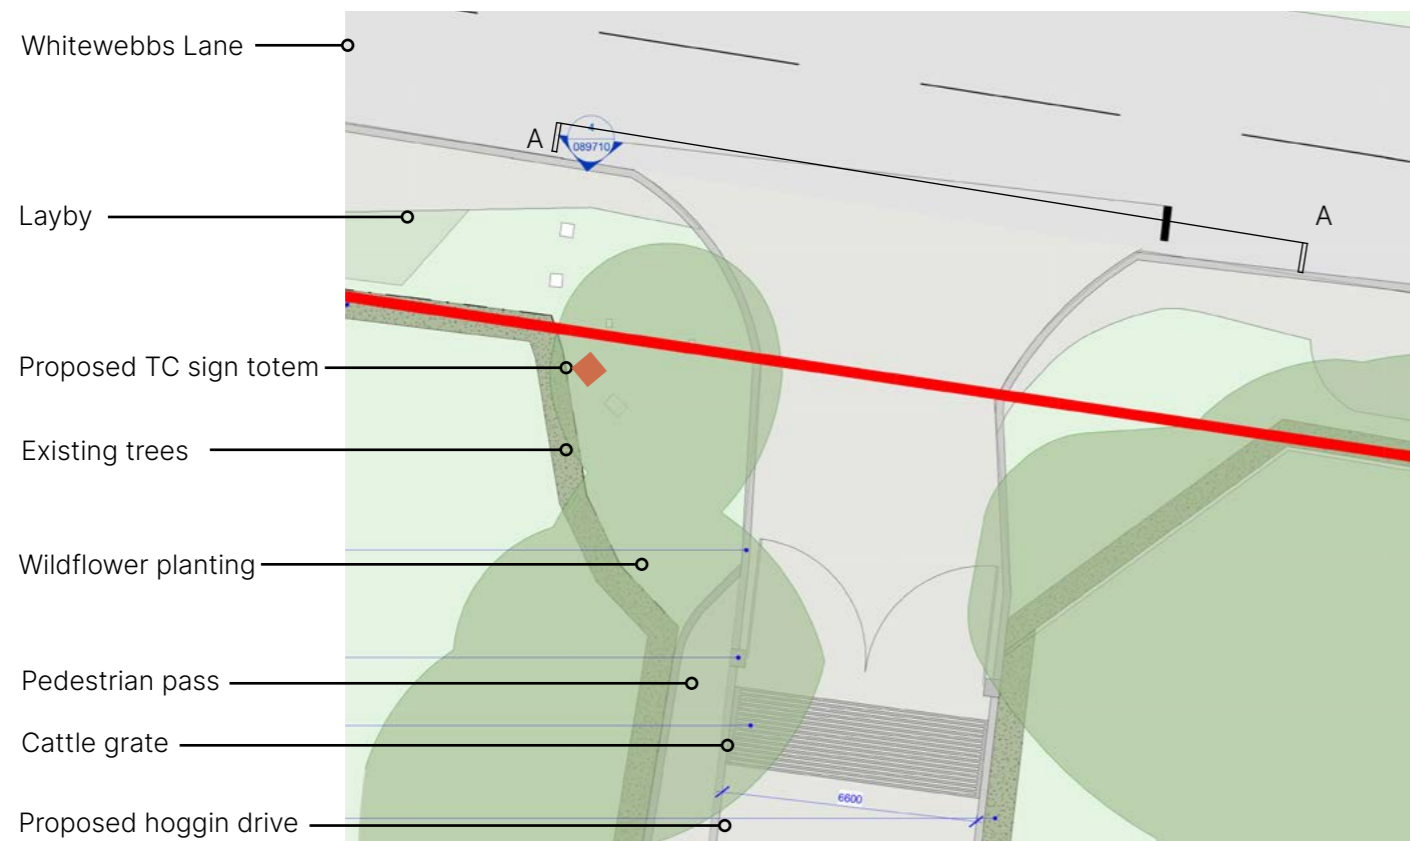 Whitewebbs Lane
A
4
089710
Layby
A
Proposed TC sign totem
Existing trees
Wildflower planting
Pedestrian pass
Cattle grate
6600
Proposed hoggin drive